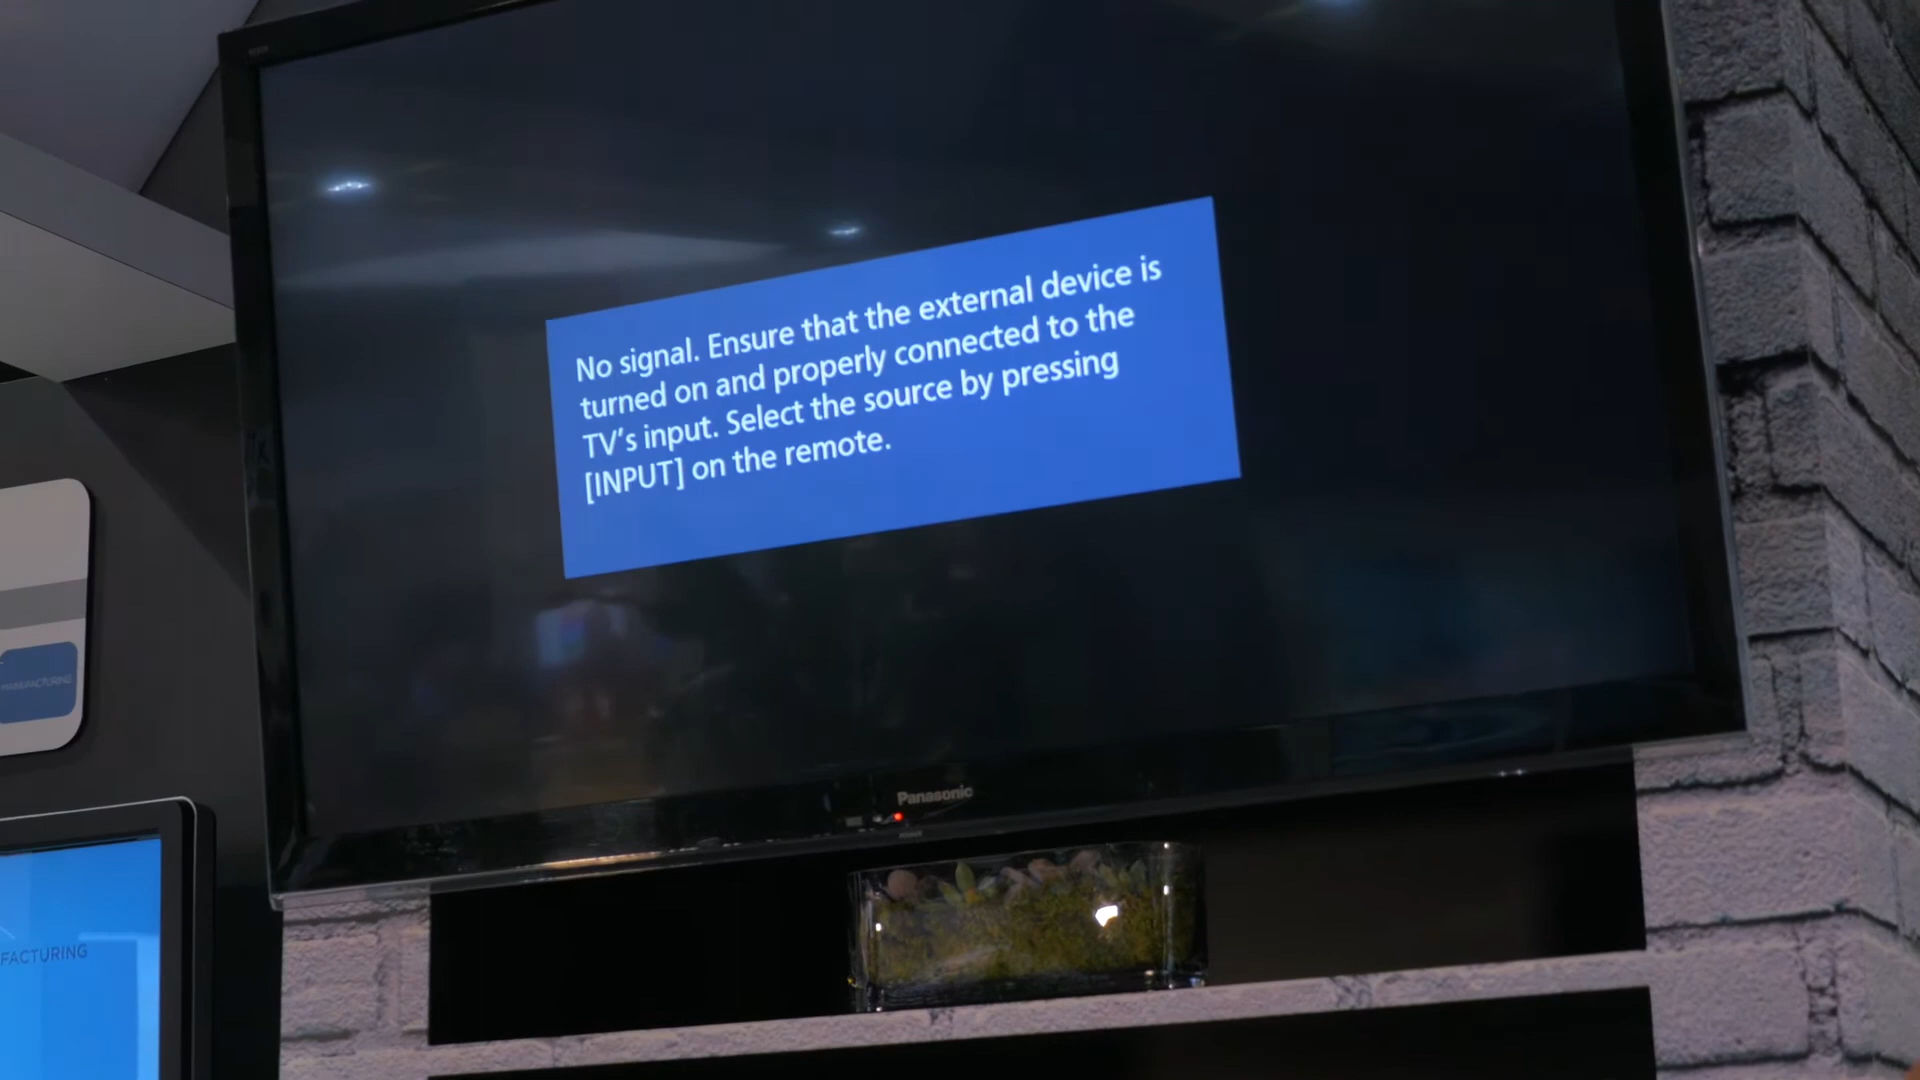 No signal. Ensure that the external device is
turned on and properly connected to the
TV's input. Select the source by pressing
[INPUT] on the remote.
Panasonic
MANUFACTURING
FACTURING